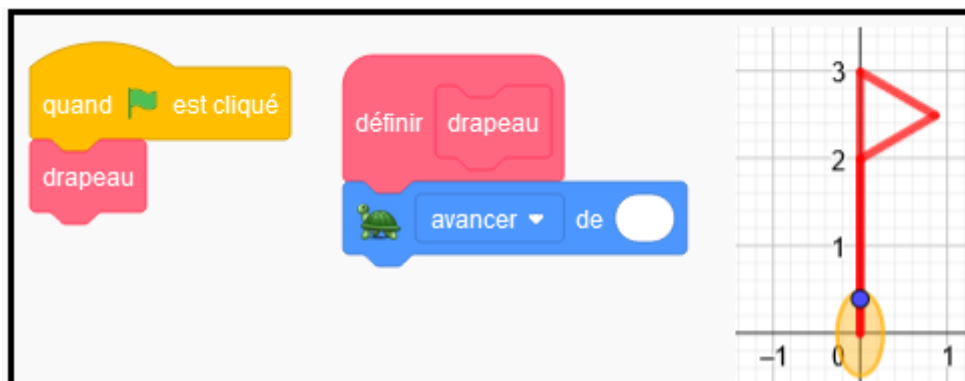 quand est cliqué
drapeau
définir drapeau
avancer de
3
2
1
–1 0 1